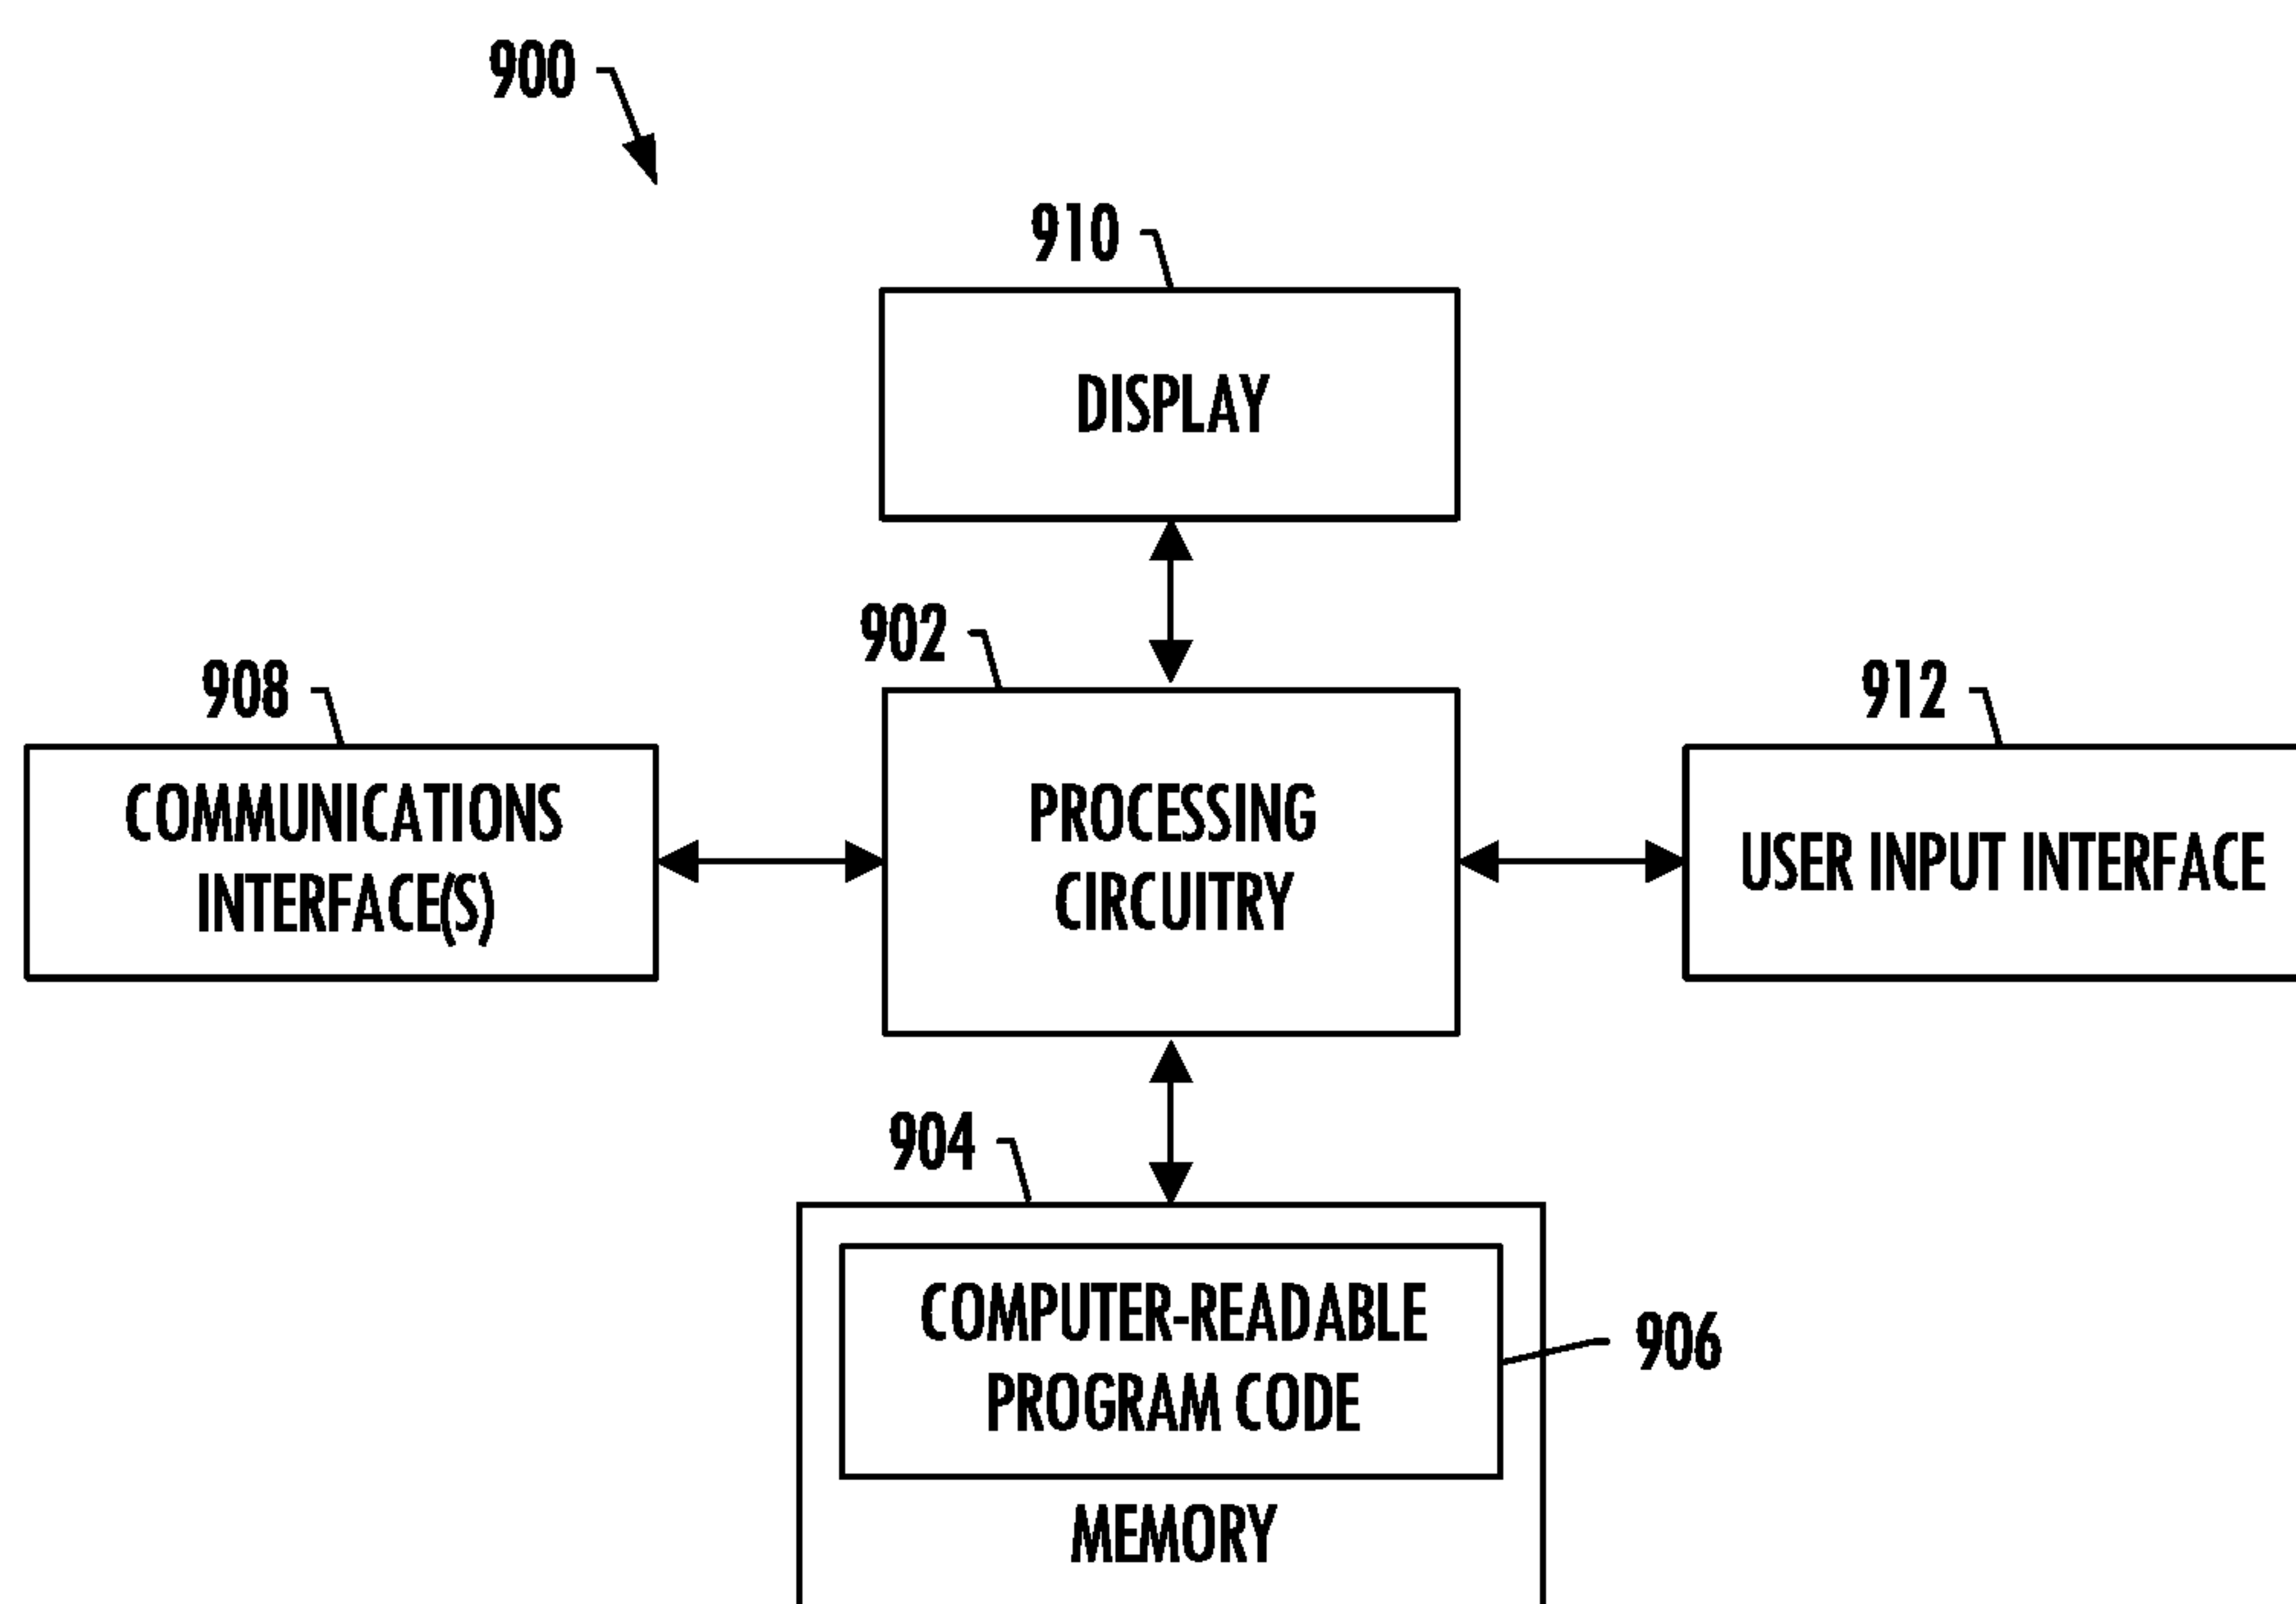 900
910
DISPLAY
902
908
912
COMMUNICATIONS
INTERFACE(S)
PROCESSING
CIRCUITRY
USER INPUT INTERFACE
904
COMPUTER-READABLE
PROGRAM CODE
906
MEMORY